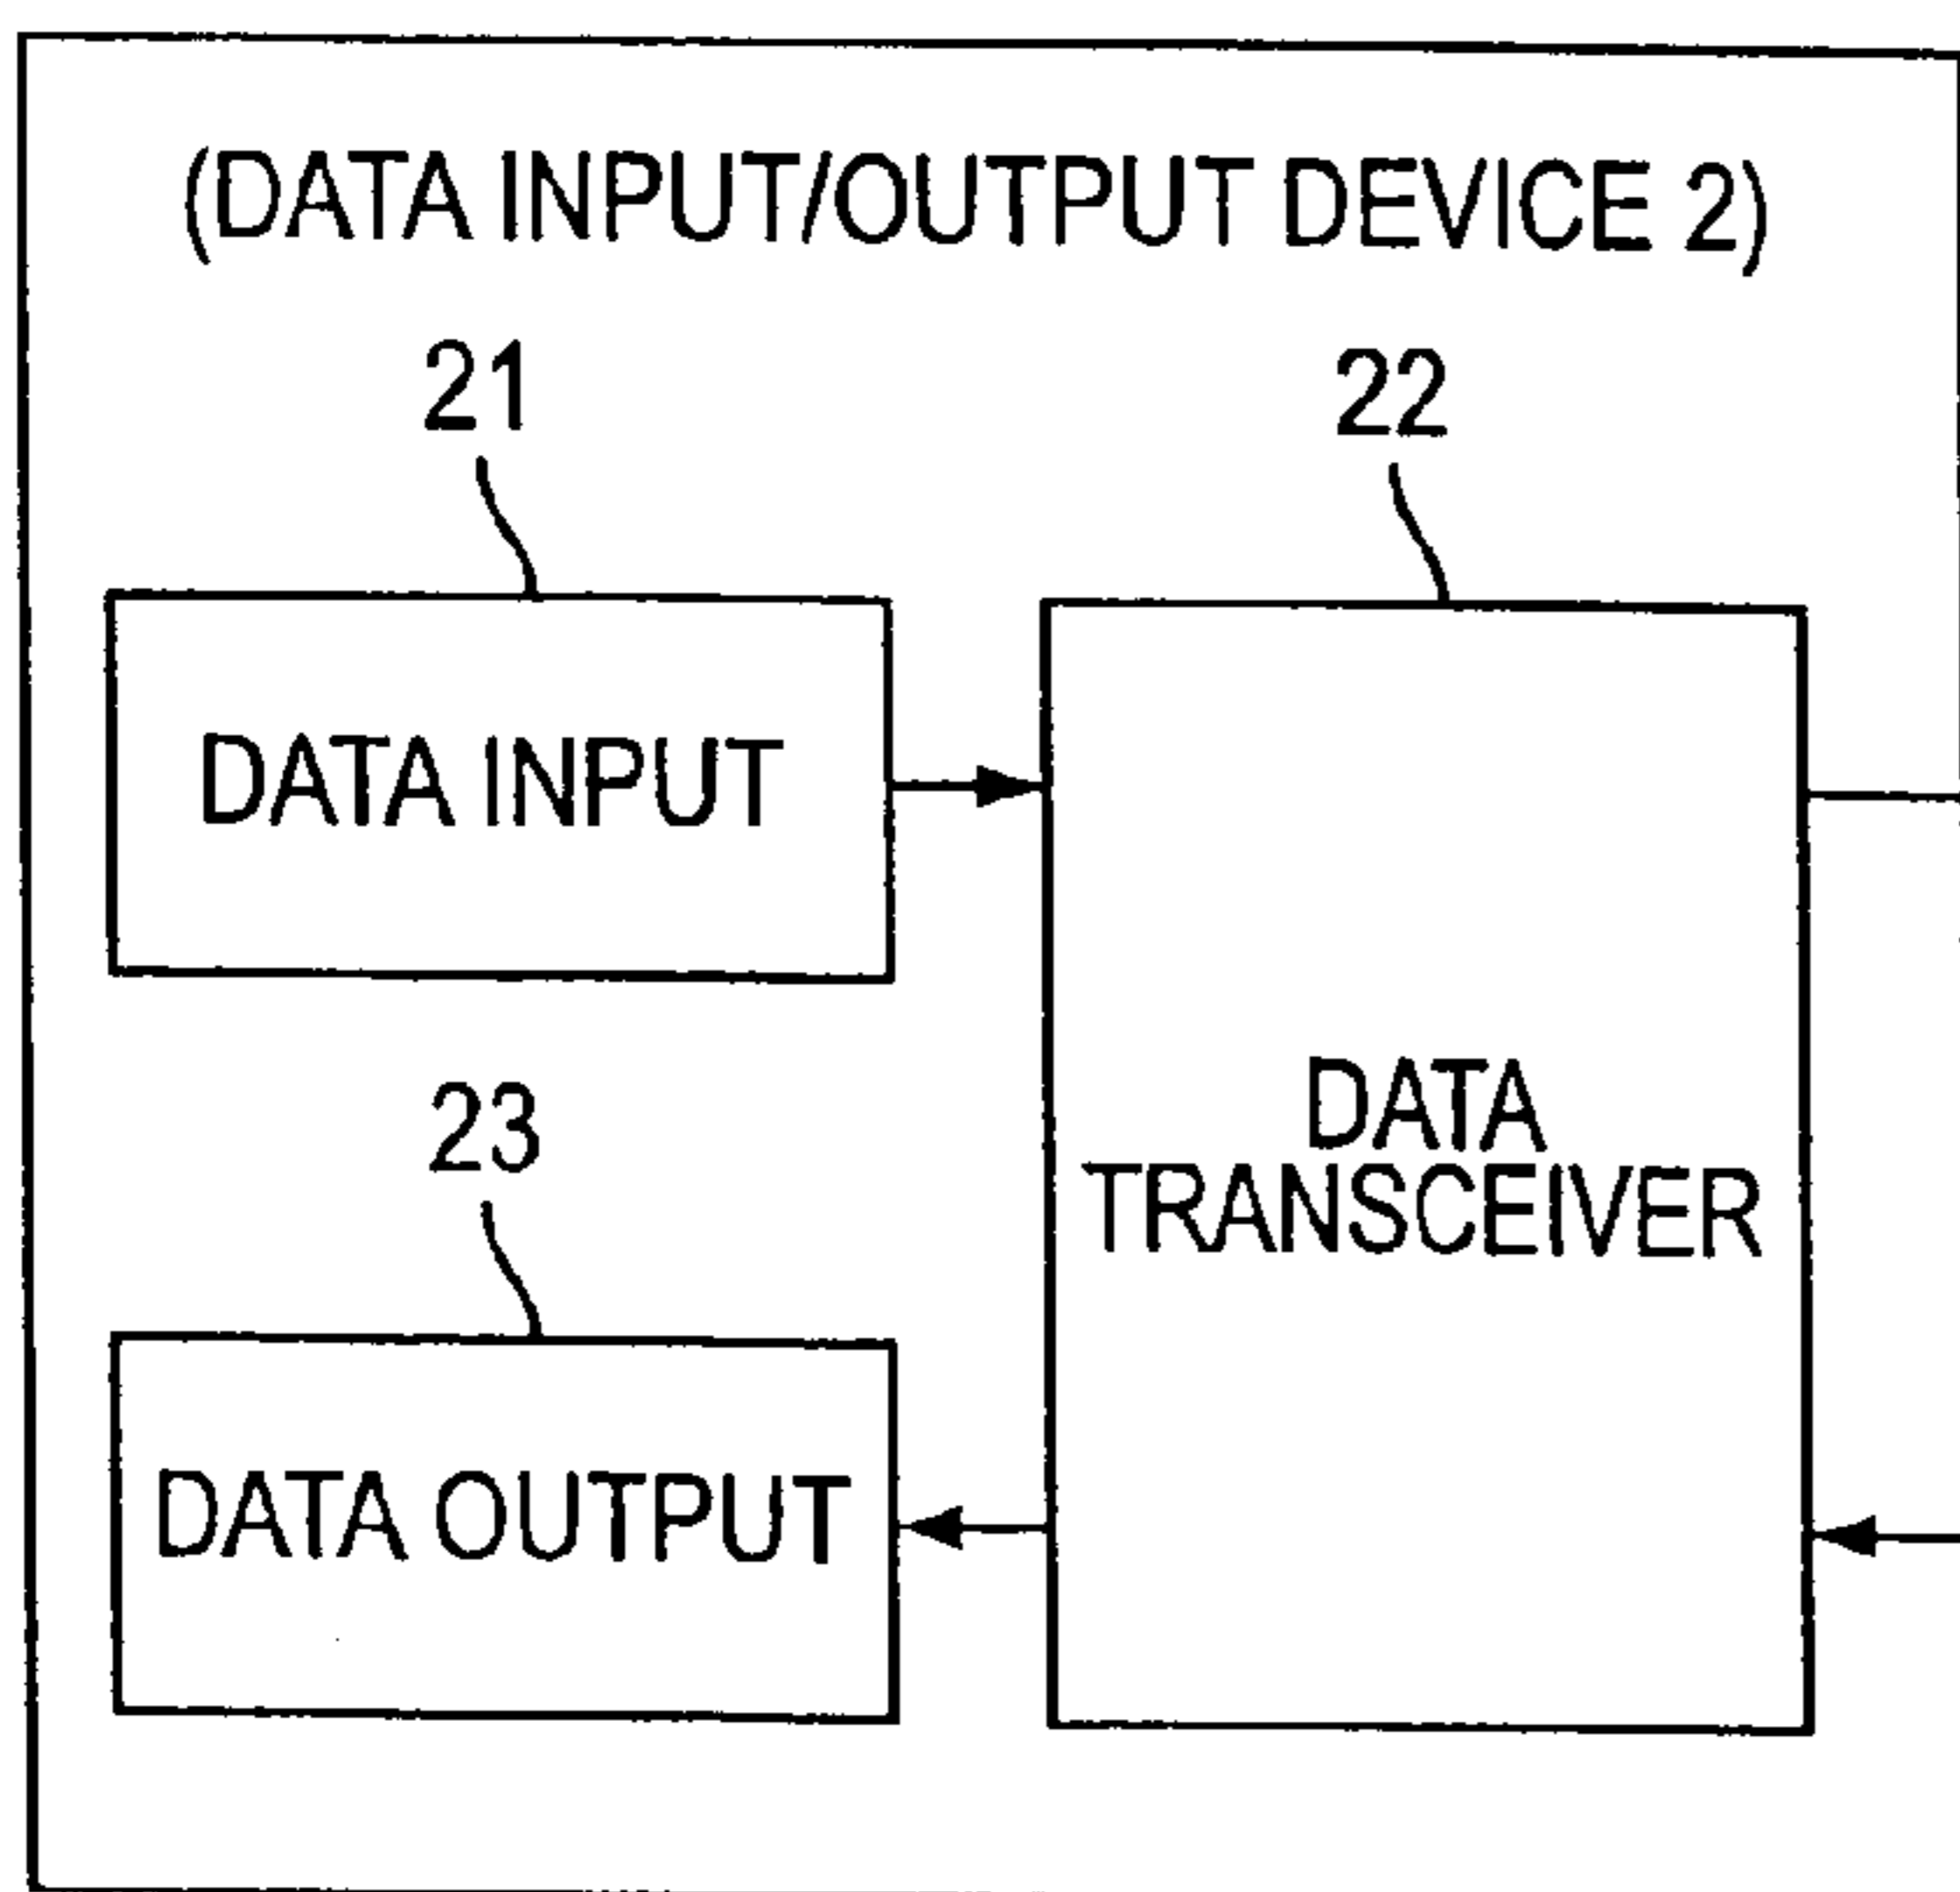 (DATA INPUT/OUTPUT DEVICE 2)
21
22
DATA INPUT
DATA
TRANSCEIVER
23
DATA OUTPUT